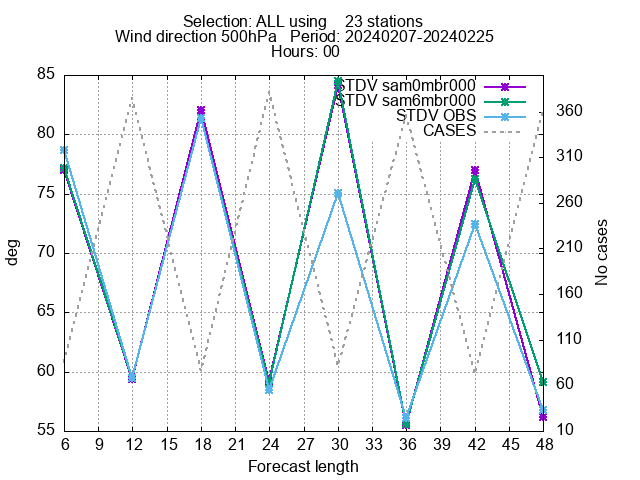 Selection: ALL using 23 stations
Wind direction 500hPa Period: 20240207-20240225
Hours: 00
STDV sam0mbr000
STDV sam6mbr000
STDV OBS
CASES
85
80
75
70
65
60
55
deg
360
310
260
210
160
110
60
10
No cases
6 9 12 15 18 21 24 27 30 33 36 39 42 45 48
Forecast length